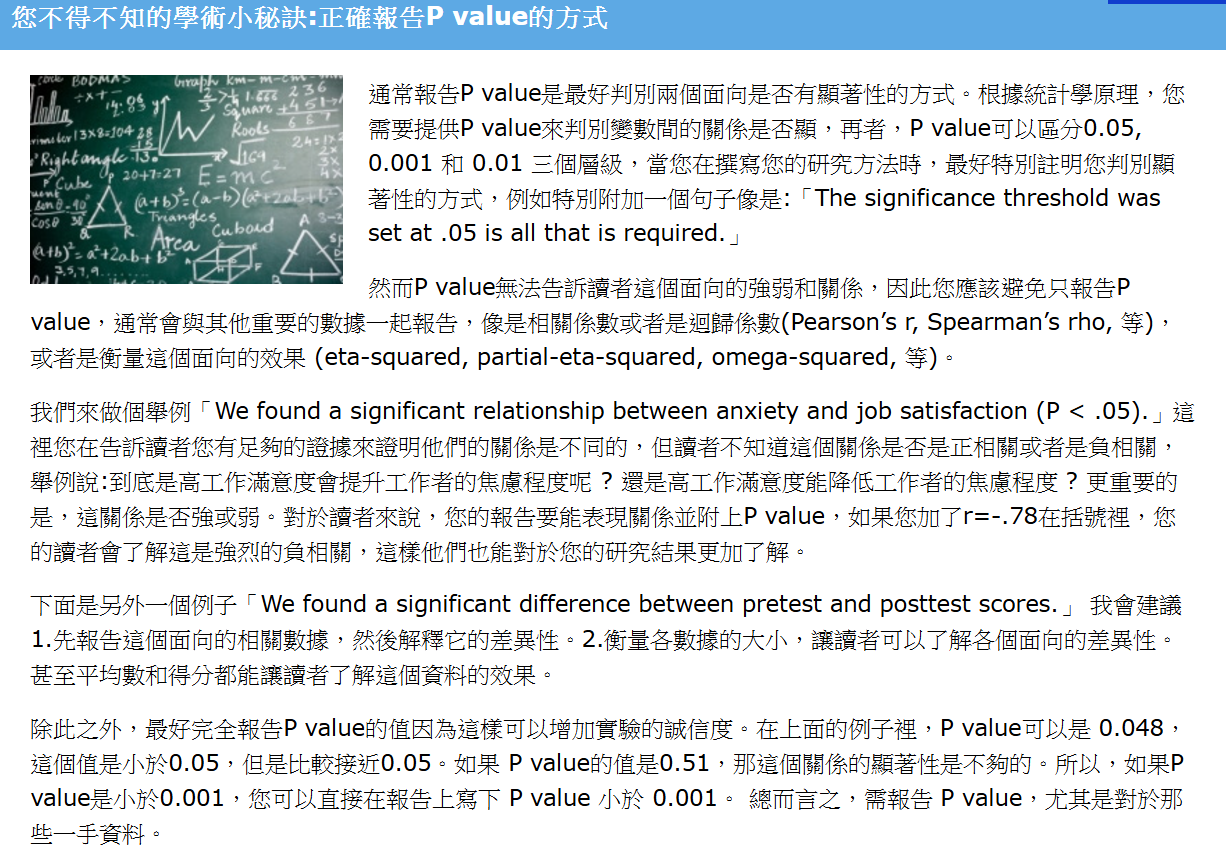 您不得不知的學術小秘訣:正確報告P value的方式
code BODMAS
Graph km-m-cm-mm
Square
Roots
Right angle
Cube
20+7=27
E=mc²
Triangles
Cuboid
Area
3,5,7,9
通常報告P value是最好判別兩個面向是否有顯著性的方式。根據統計學原理，您
需要提供P value來判別變數間的關係是否顯，再者，P value可以區分0.05,
0.001 和 0.01 三個層級，當您在撰寫您的研究方法時，最好特別註明您判別顯
著性的方式，例如特別附加一個句子像是:「The significance threshold was
set at .05 is all that is required.」
然而P value無法告訴讀者這個面向的強弱和關係，因此您應該避免只報告P
value，通常會與其他重要的數據一起報告，像是相關係數或者是迴歸係數(Pearson’s r, Spearman’s rho, 等)，
或者是衡量這個面向的效果 (eta-squared, partial-eta-squared, omega-squared, 等)。
我們來做個舉例「We found a significant relationship between anxiety and job satisfaction (P < .05).」這
裡您在告訴讀者您有足夠的證據來證明他們的關係是不同的，但讀者不知道這個關係是否是正相關或者是負相關，
舉例說:到底是高工作滿意度會提升工作者的焦慮程度呢？還是高工作滿意度能降低工作者的焦慮程度？更重要的
是，這關係是否強或弱。對於讀者來說，您的報告要能表現關係並附上P value，如果您加了r=-.78在括號裡，您
的讀者會了解這是強烈的負相關，這樣他們也能對於您的研究結果更加了解。
下面是另外一個例子「We found a significant difference between pretest and posttest scores.」 我會建議
1.先報告這個面向的相關數據，然後解釋它的差異性。2.衡量各數據的大小，讓讀者可以了解各個面向的差異性。
甚至平均數和得分都能讓讀者了解這個資料的效果。
除此之外，最好完全報告P value的值因為這樣可以增加實驗的誠信度。在上面的例子裡，P value可以是 0.048，
這個值是小於0.05，但是比較接近0.05。如果 P value的值是0.51，那這個關係的顯著性是不夠的。所以，如果P
value是小於0.001，您可以直接在報告上寫下 P value 小於 0.001。 總而言之，需報告 P value，尤其是對於那
些一手資料。